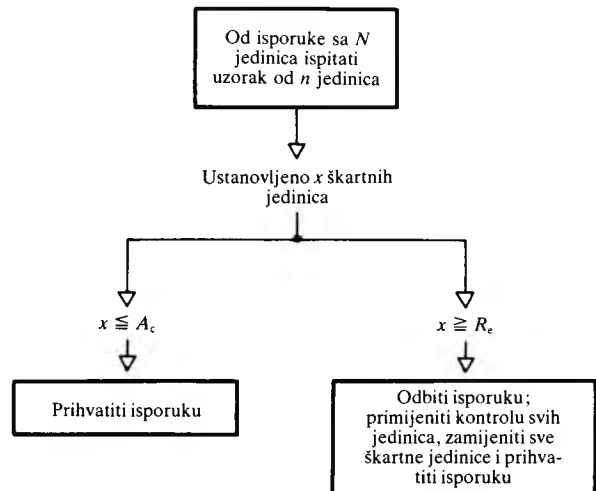 Od isporuke sa N
jedinica ispitati
uzorak od n jedinica
Ustanovljeno x škartnih
jedinica
x ≦ Ac
x ≧ Re
Prihvatiti isporuku
Odbiti isporuku;
primijeniti kontrolu svih
jedinica, zamijeniti sve
škartne jedinice i prihva-
titi isporuku